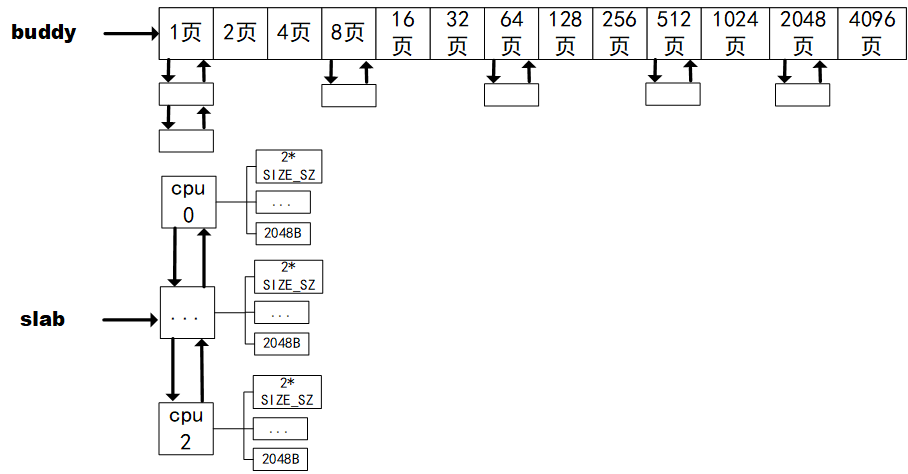 buddy
1页
2页
4页
8页
16
页
32
页
64
页
128
页
256
页
512
页
1024
页
2048
页
4096
页
2*
SIZE_SZ
cpu
0
...
2048B
2*
SIZE_SZ
slab
...
...
2048B
2*
SIZE_SZ
cpu
2
...
2048B